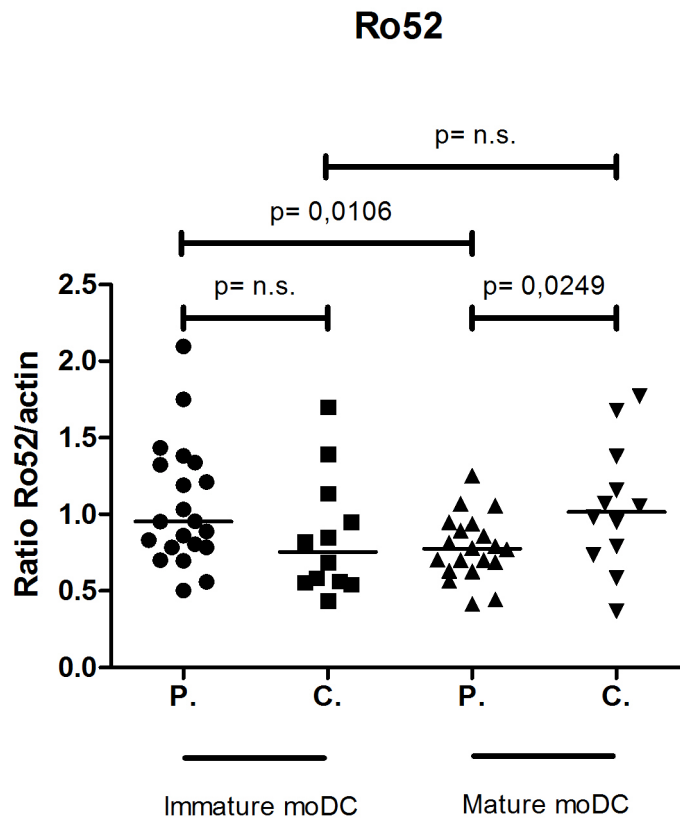 Ro52
p= n.s.
p= 0,0106
p= n.s.
p= 0,0249
Ratio Ro52/actin
2.5
2.0
1.5
1.0
0.5
0.0
P.
C.
P.
C.
Immature moDC
Mature moDC